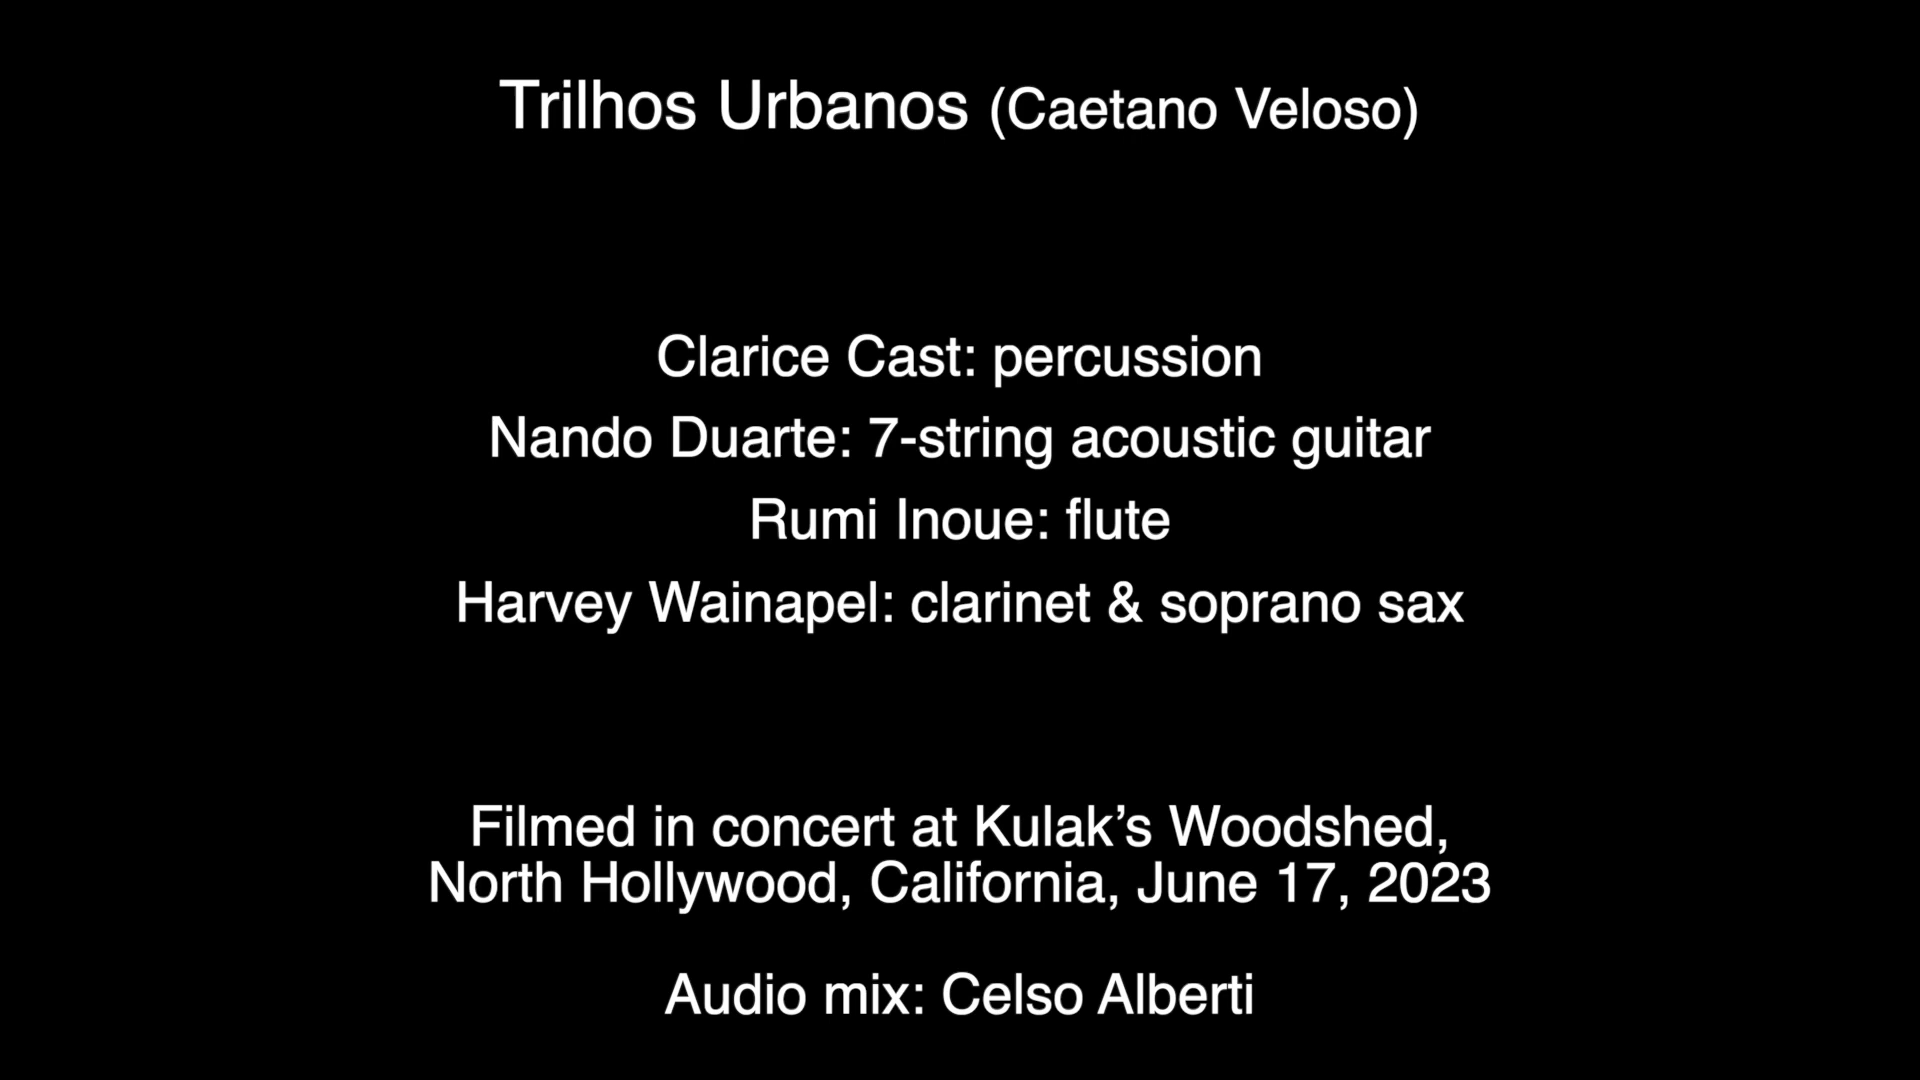 Trilhos Urbanos (Caetano Veloso)
Clarice Cast: percussion
Nando Duarte: 7-string acoustic guitar
Rumi Inoue: flute
Harvey Wainapel: clarinet & soprano sax
Filmed in concert at Kulak’s Woodshed,
North Hollywood, California, June 17, 2023
Audio mix: Celso Alberti